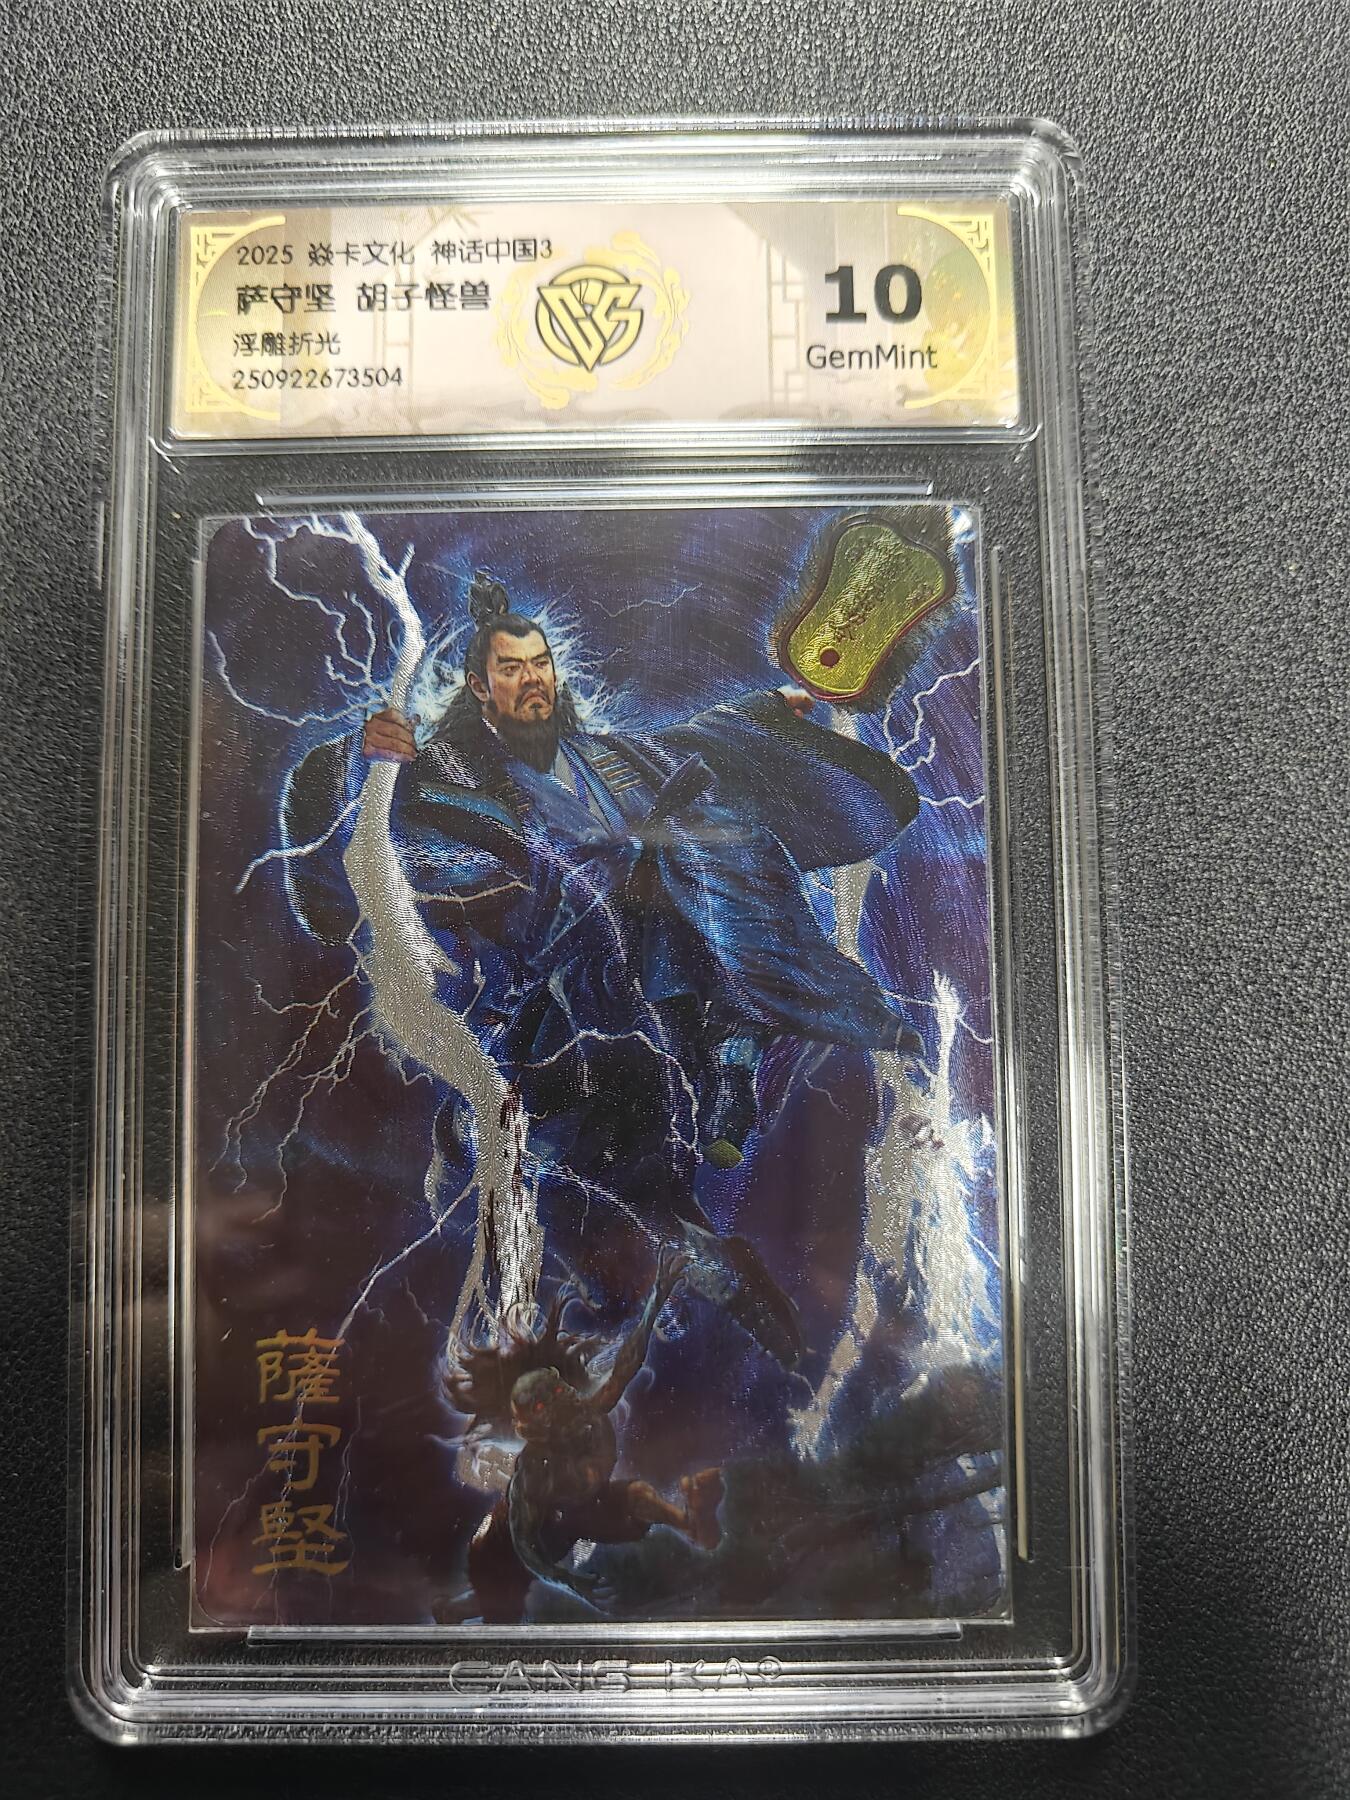 2025 焱卡文化 神话中国3
萨守坚 胡子怪兽
浮雕折光
250922673504
10
GemMint
薩守堅
CANG KA®